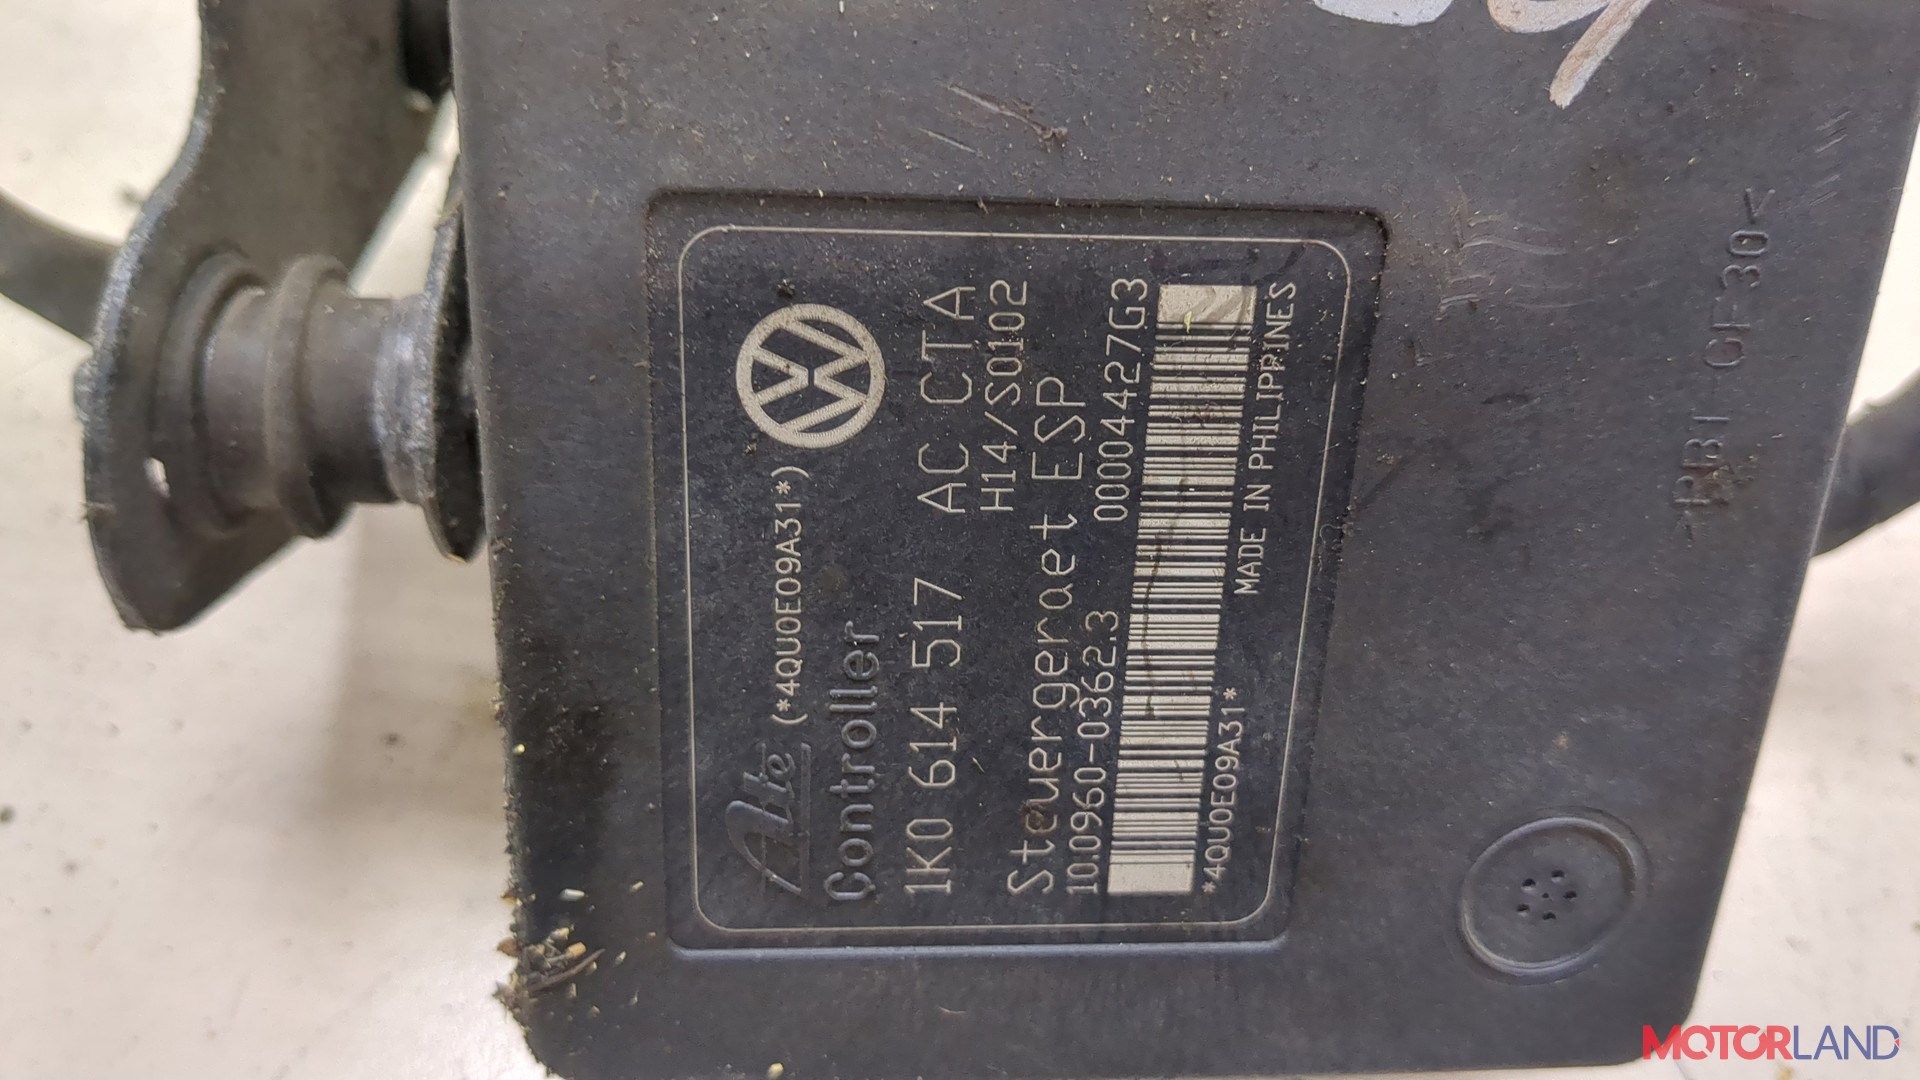 Ate (*4QU0E09A31*)
Controller
1K0 614 517 AC CTA
H14/S0102
Steuergeraet ESP
10.0960-0362.3 00004427G3
*4QU0E09A31* MADE IN PHILIPPINES
GF30<
MOTORLAND